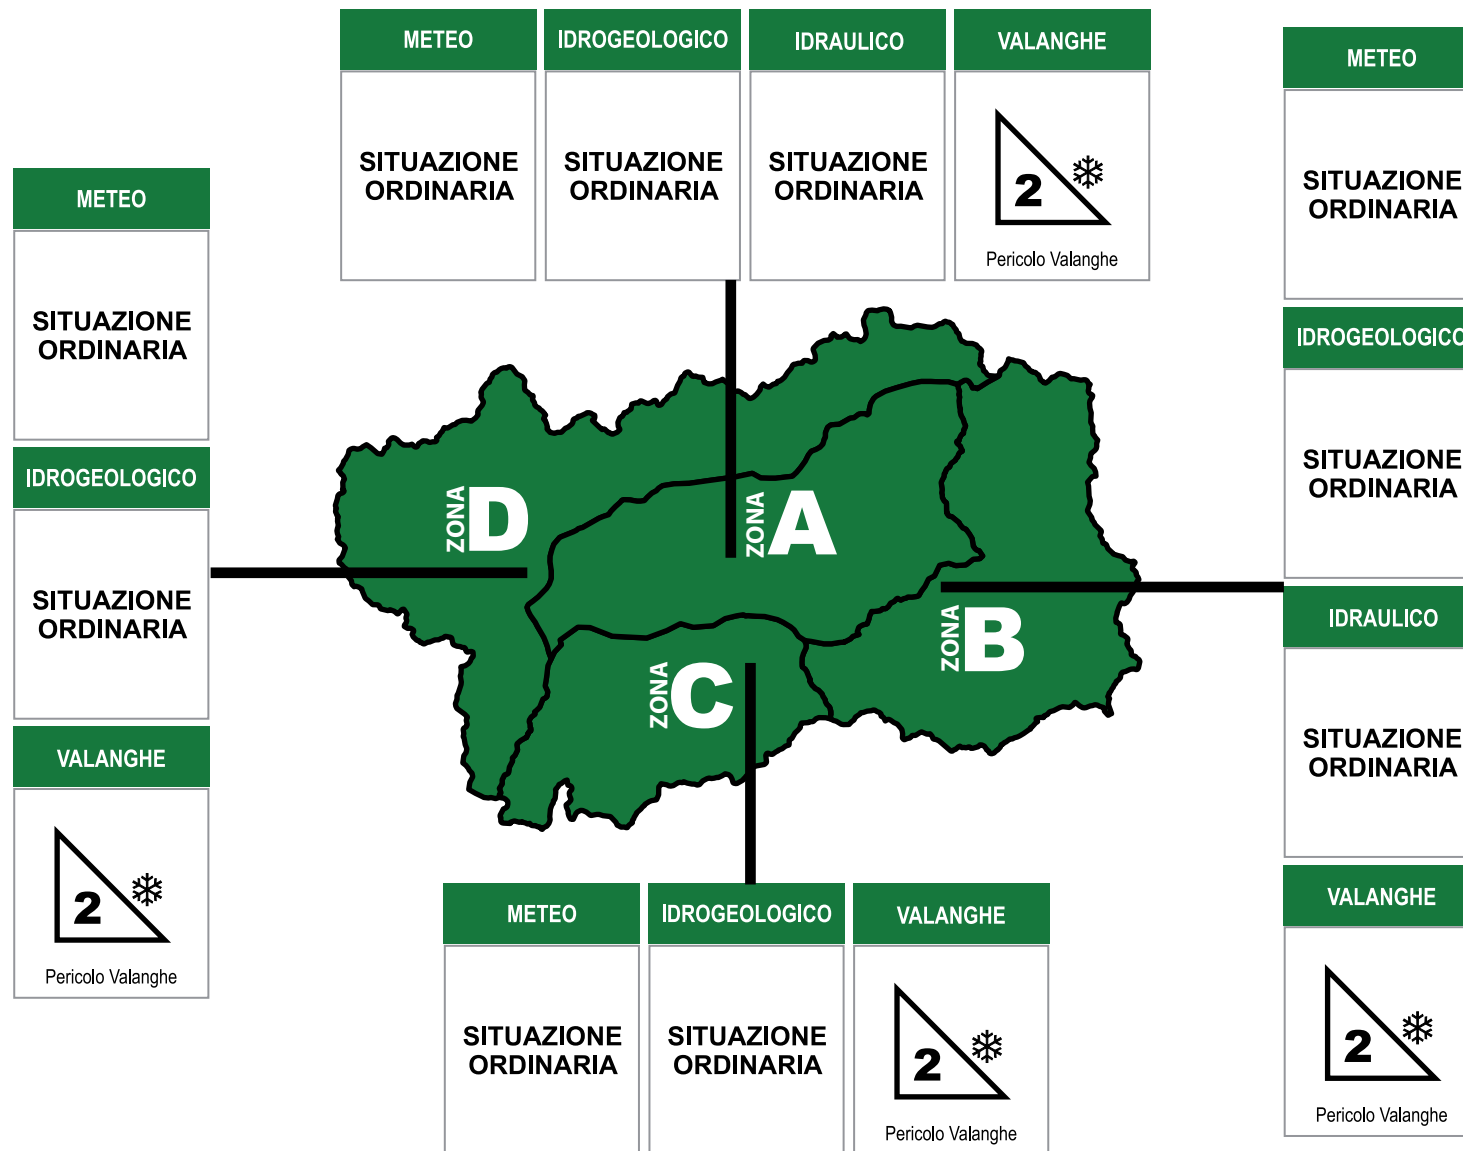 METEO
IDROGEOLOGICO
IDRAULICO
VALANGHE
SITUAZIONE
ORDINARIA
SITUAZIONE
ORDINARIA
SITUAZIONE
ORDINARIA
2
Pericolo Valanghe
METEO
SITUAZIONE
ORDINARIA
IDROGEOLOGICO
SITUAZIONE
ORDINARIA
VALANGHE
2
Pericolo Valanghe
ZONA D
ZONA A
ZONA B
ZONA C
METEO
SITUAZIONE
ORDINARIA
IDROGEOLOGICO
SITUAZIONE
ORDINARIA
IDRAULICO
SITUAZIONE
ORDINARIA
VALANGHE
2
Pericolo Valanghe
METEO
IDROGEOLOGICO
VALANGHE
SITUAZIONE
ORDINARIA
SITUAZIONE
ORDINARIA
2
Pericolo Valanghe